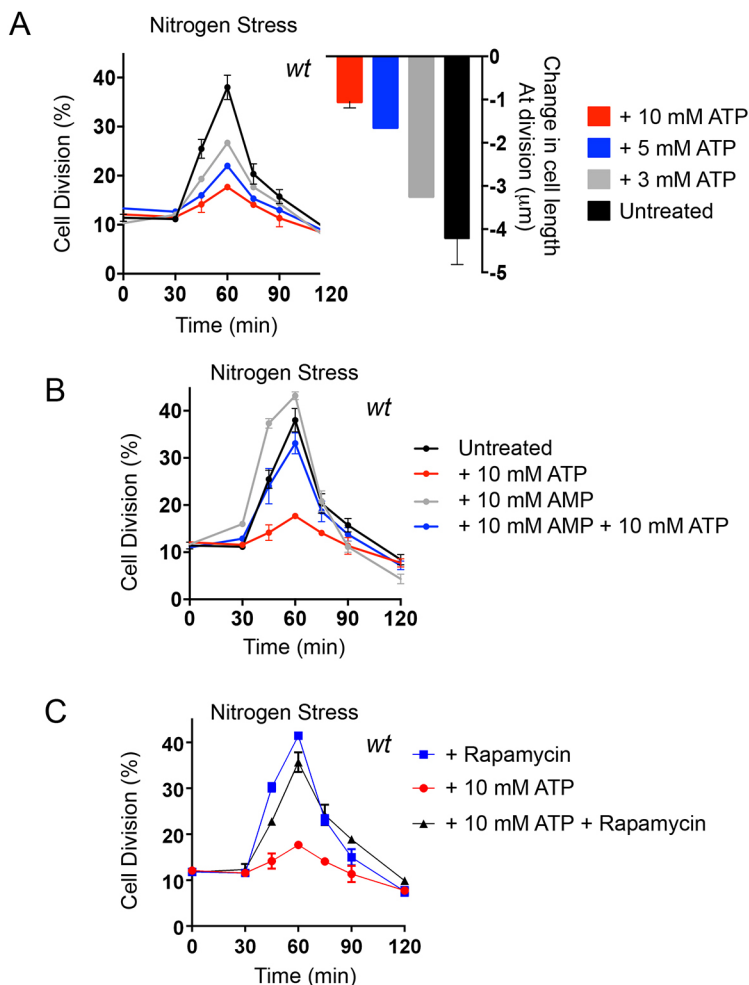 A
Nitrogen Stress
wt
Cell Division (%)
40
30
20
10
0
0 30 60 90 120
Time (min)
0
-1
-2
-3
-4
-5
Change in cell length
At division (μm)
+ 10 mM ATP
+ 5 mM ATP
+ 3 mM ATP
Untreated
B
Nitrogen Stress
wt
Cell Division (%)
40
30
20
10
0
0 30 60 90 120
Time (min)
Untreated
+ 10 mM ATP
+ 10 mM AMP
+ 10 mM AMP + 10 mM ATP
C
Nitrogen Stress
wt
Cell Division (%)
40
30
20
10
0
0 30 60 90 120
Time (min)
+ Rapamycin
+ 10 mM ATP
+ 10 mM ATP + Rapamycin